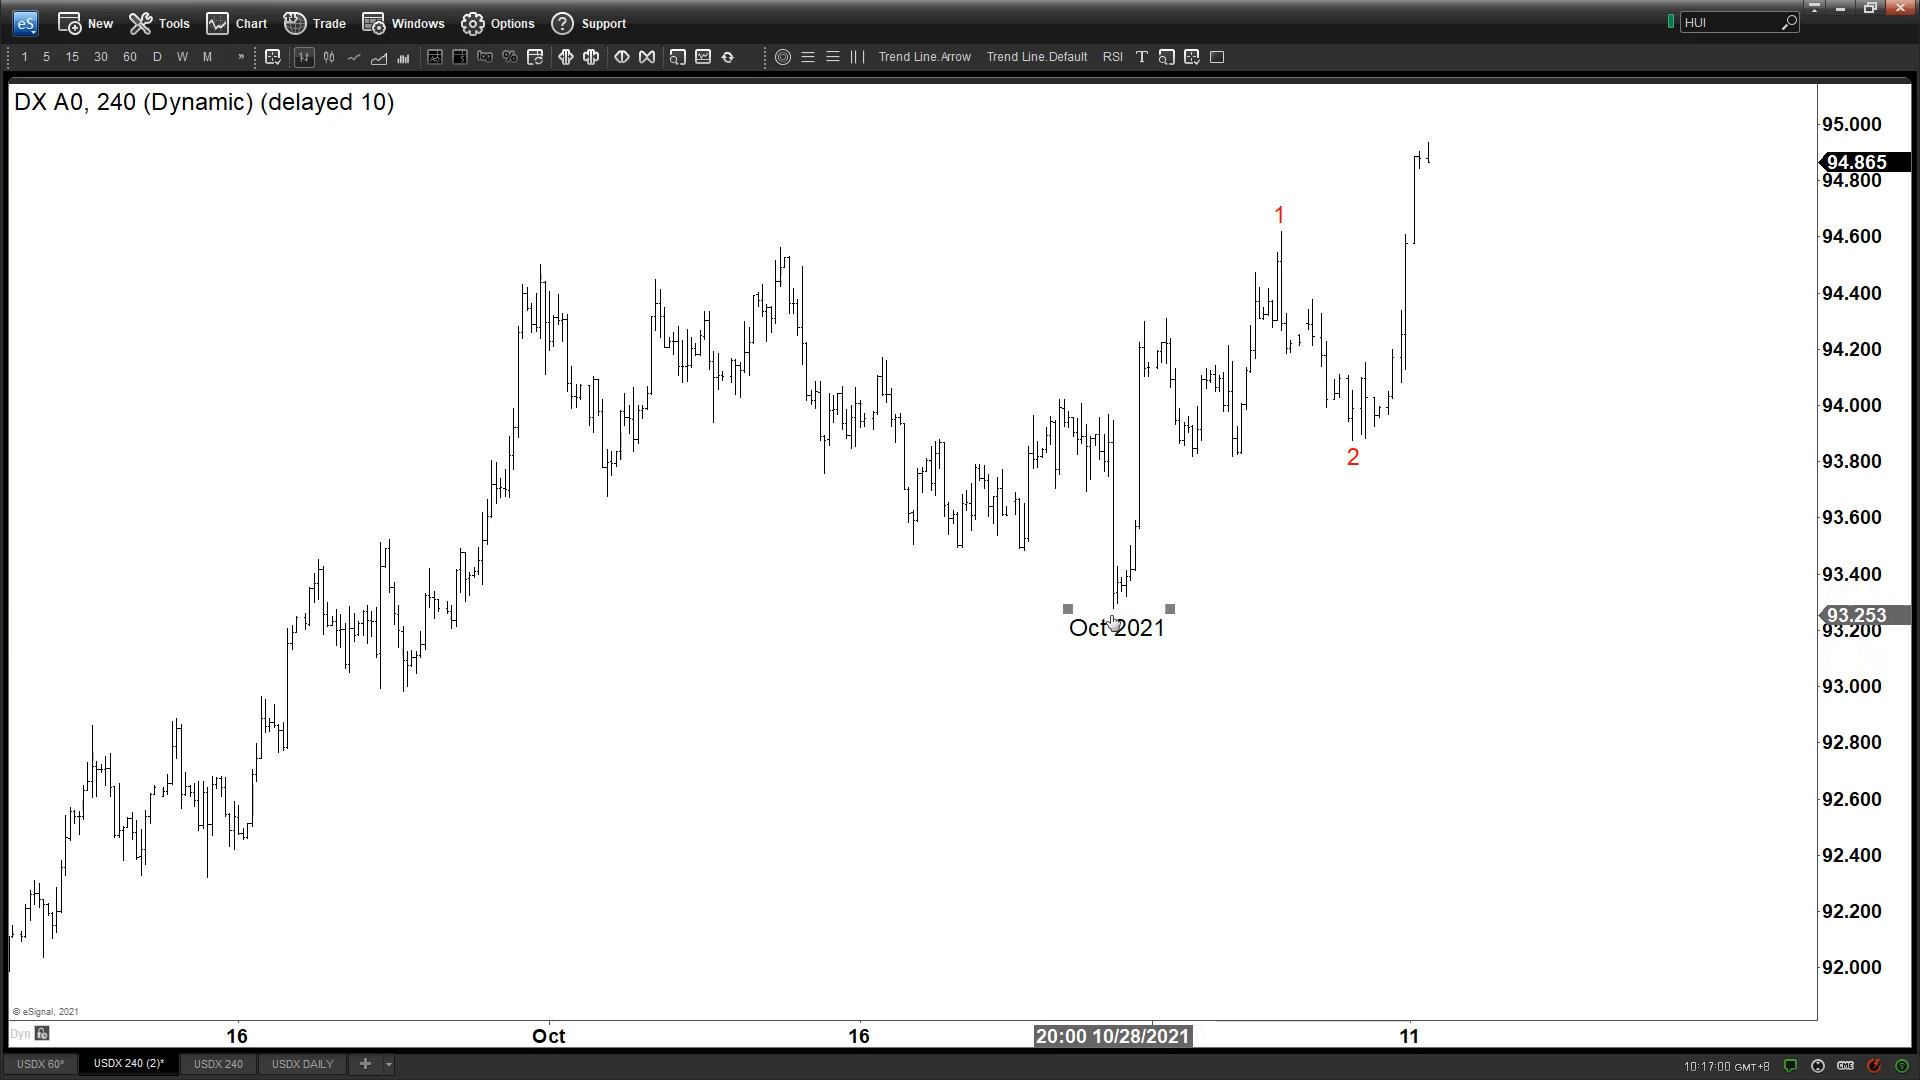 eS New Tools Chart Trade Windows Options Support HUI
1 5 15 30 60 D W M » log % Trend Line.Arrow Trend Line.Default RSI T
DX A0, 240 (Dynamic) (delayed 10)
95.000
94.865
94.800
1
94.600
94.400
94.200
94.000
93.800
2
93.600
93.400
93.253
Oct 2021
93.200
93.000
92.800
92.600
92.400
92.200
92.000
© eSignal, 2021
Dyn
16 Oct 16 20:00 10/28/2021 11
USDX 60* USDX 240 (2)* USDX 240 USDX DAILY + 10:17:00 GMT+8 CME